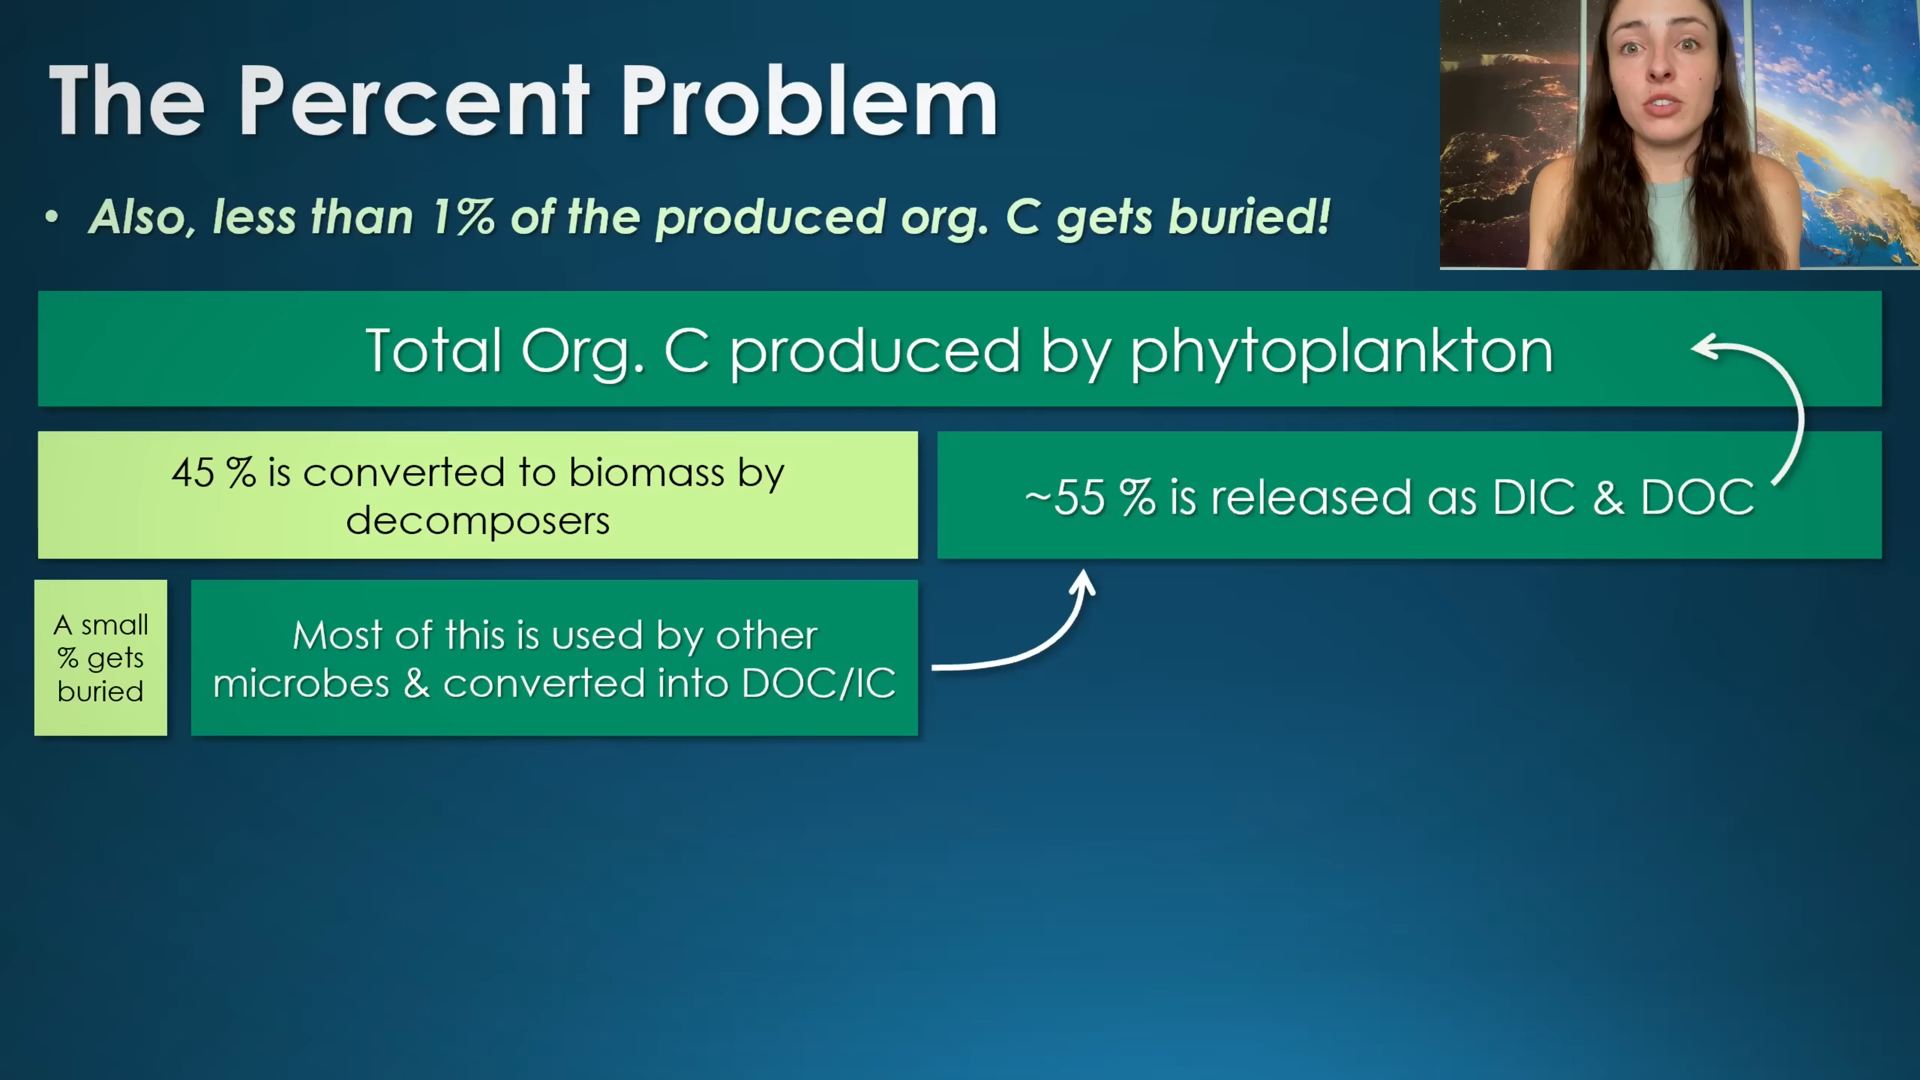 The Percent Problem
• Also, less than 1% of the produced org. C gets buried!
Total Org. C produced by phytoplankton
45 % is converted to biomass by
decomposers
~55 % is released as DIC & DOC
A small
% gets
buried
Most of this is used by other
microbes & converted into DOC/IC